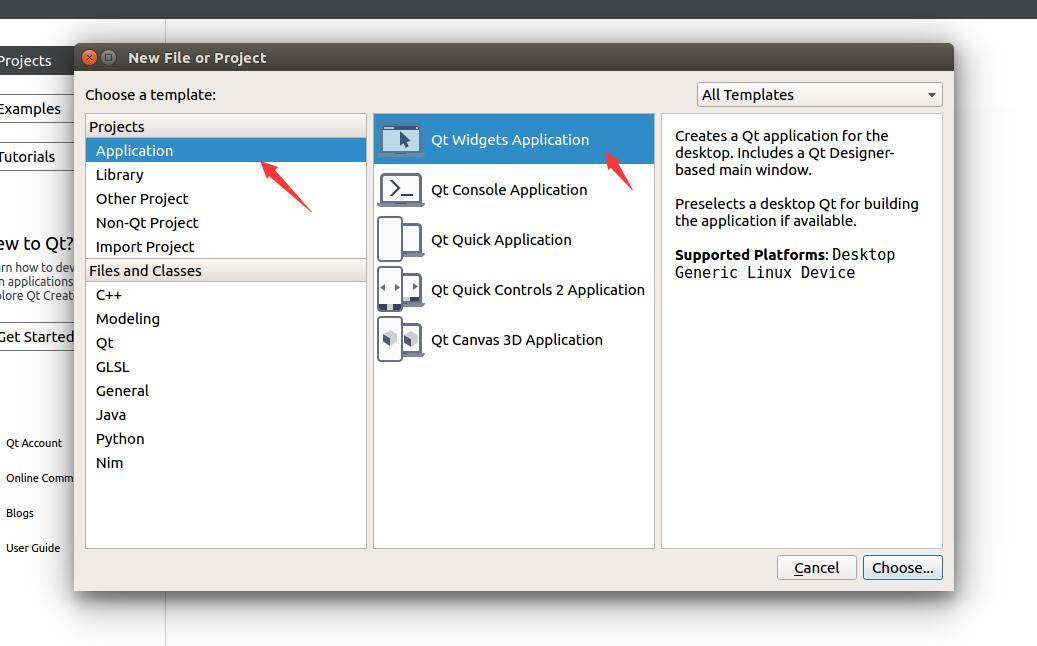 New File or Project
Projects
Examples
Tutorials
ew to Qt?
rn how to dev
n applications
lore Qt Creat
Get Started
Qt Account
Online Comm
Blogs
User Guide
Choose a template:
All Templates
Projects
Application
Library
Other Project
Non-Qt Project
Import Project
Files and Classes
C++
Modeling
Qt
GLSL
General
Java
Python
Nim
Qt Widgets Application
Qt Console Application
Qt Quick Application
Qt Quick Controls 2 Application
Qt Canvas 3D Application
Creates a Qt application for the
desktop. Includes a Qt Designer-
based main window.
Preselects a desktop Qt for building
the application if available.
Supported Platforms: Desktop
Generic Linux Device
Cancel
Choose...